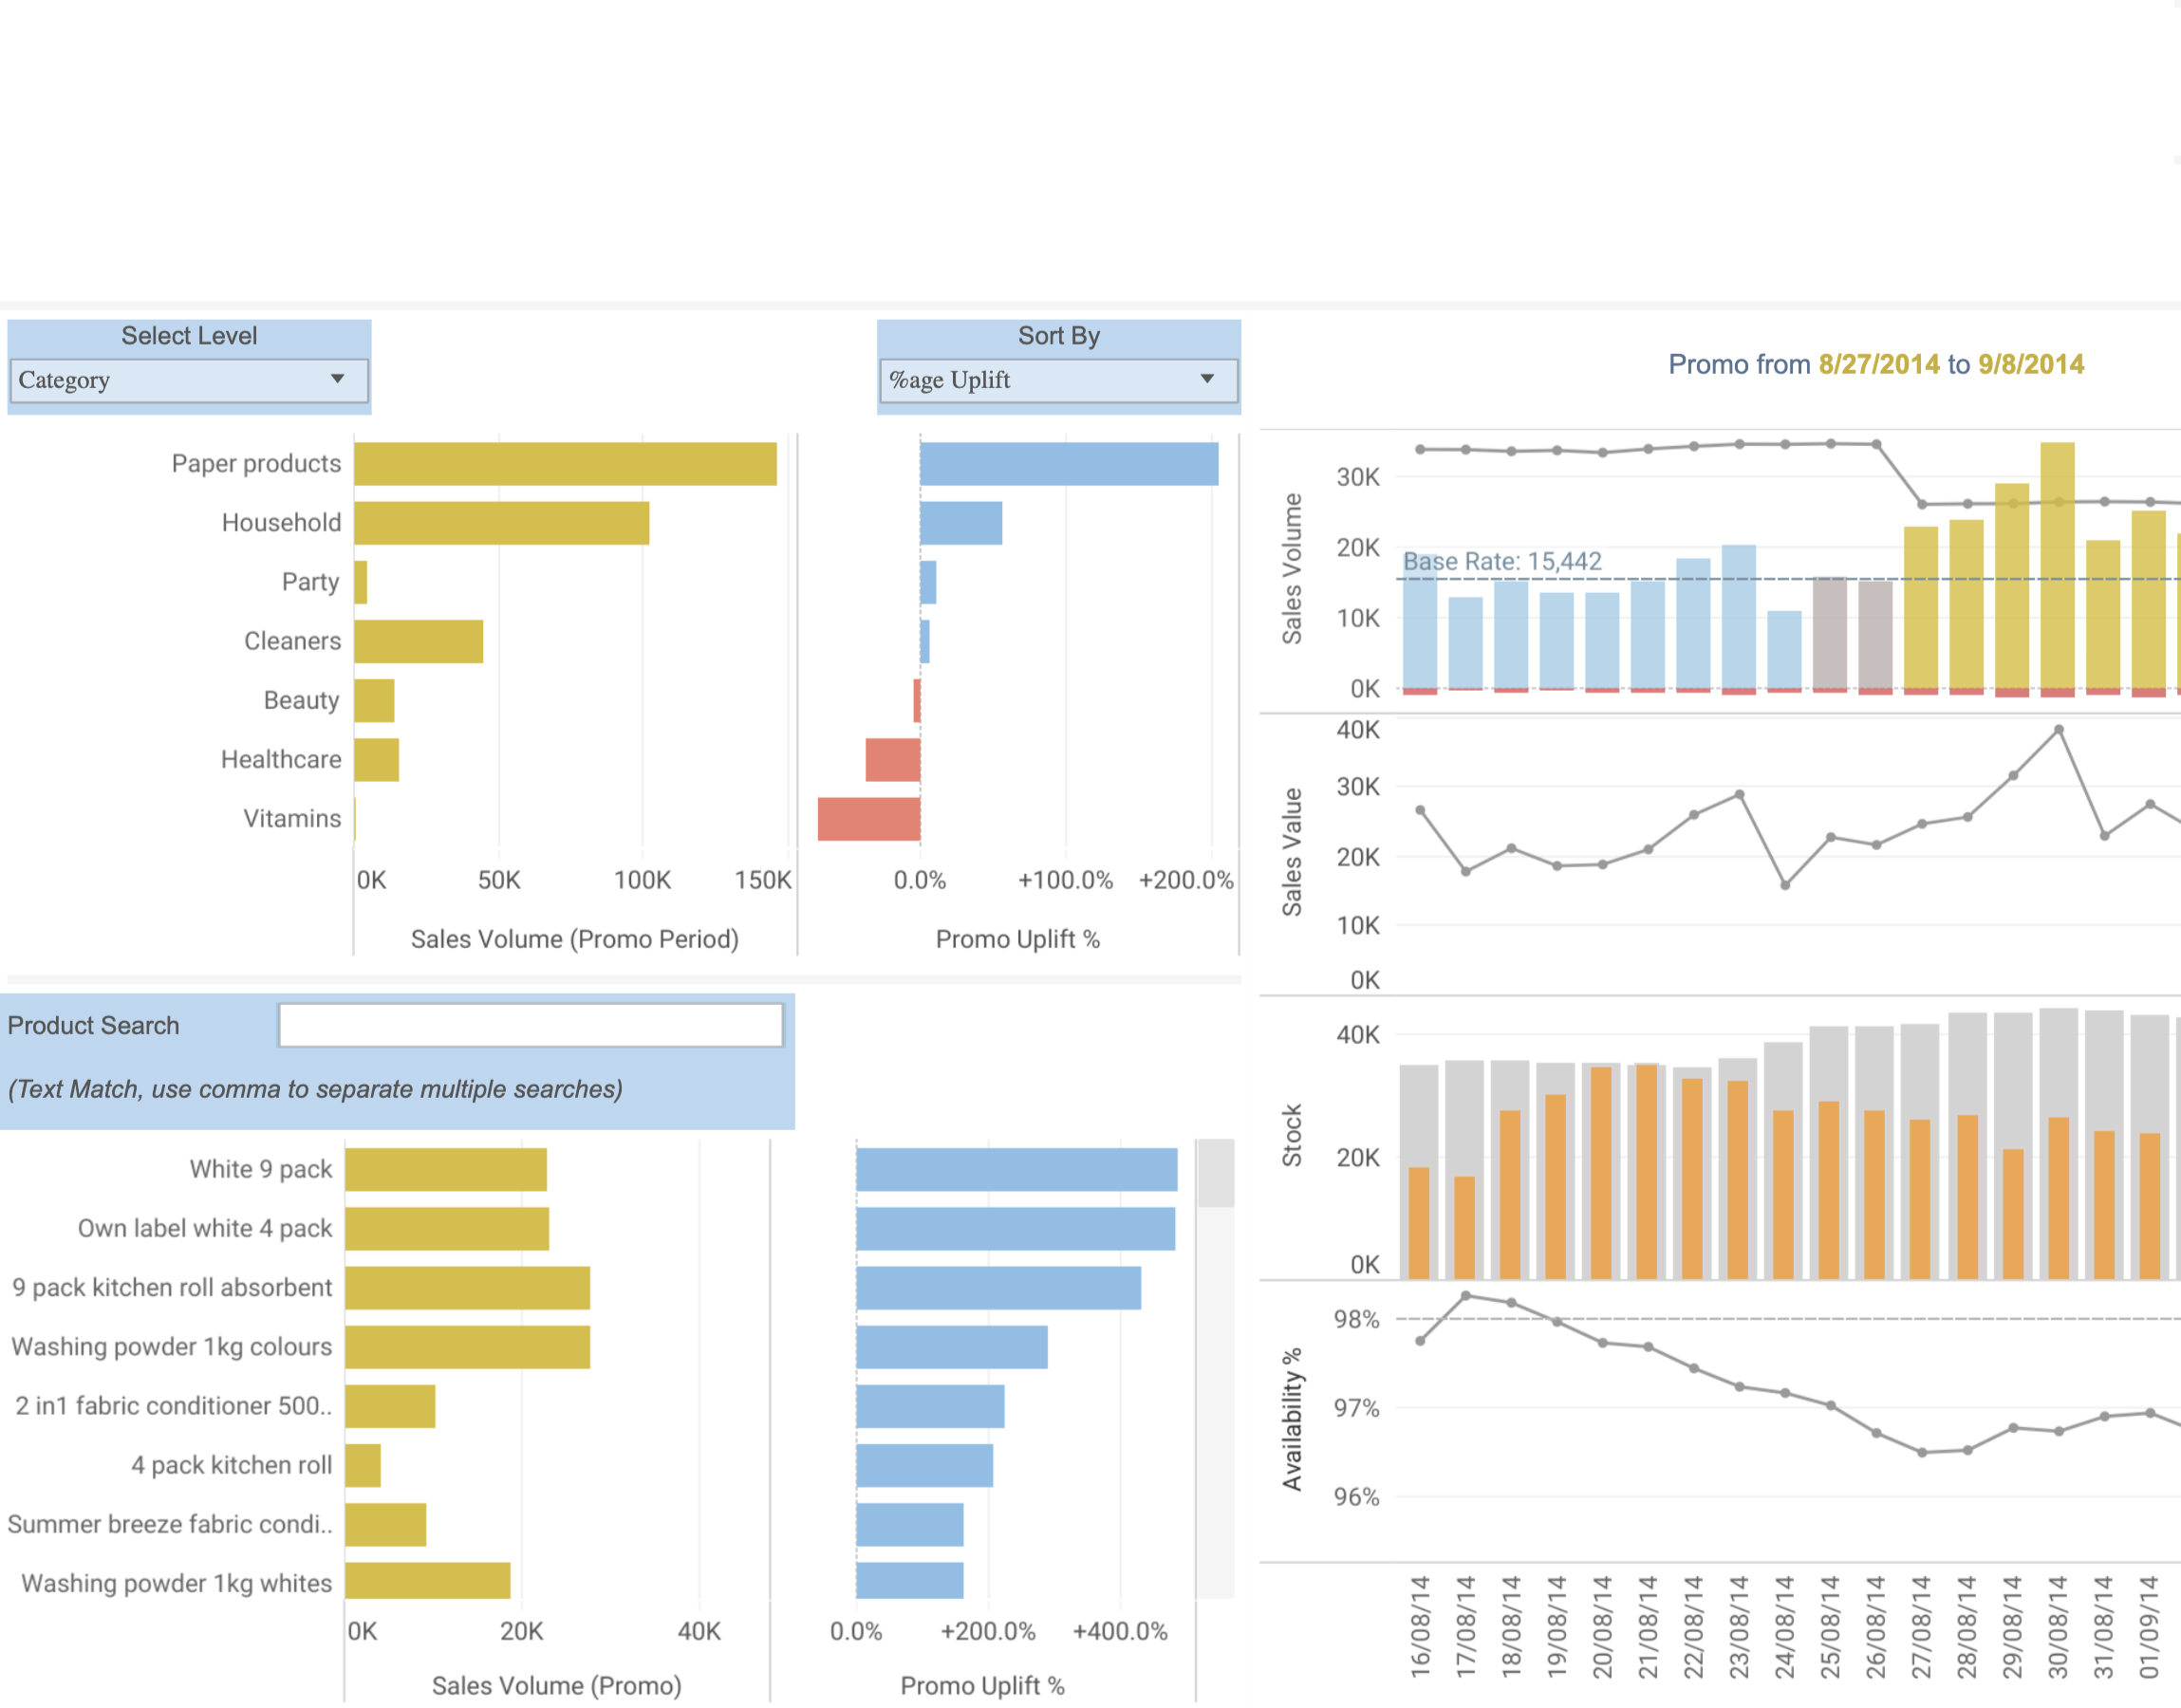 Select Level
Category
Sort By
%age Uplift
Paper products
Household
Party
Cleaners
Beauty
Healthcare
Vitamins
0K 50K 100K 150K
0.0% +100.0% +200.0%
Sales Volume (Promo Period)
Promo Uplift %
Product Search
(Text Match, use comma to separate multiple searches)
White 9 pack
Own label white 4 pack
9 pack kitchen roll absorbent
Washing powder 1kg colours
2 in1 fabric conditioner 500..
4 pack kitchen roll
Summer breeze fabric condi..
Washing powder 1kg whites
0K 20K 40K
0.0% +200.0% +400.0%
Sales Volume (Promo)
Promo Uplift %
Promo from 8/27/2014 to 9/8/2014
Sales Volume
30K
20K
10K
0K
Base Rate: 15,442
Sales Value
40K
30K
20K
10K
0K
Stock
40K
20K
0K
Availability %
98%
97%
96%
16/08/14
17/08/14
18/08/14
19/08/14
20/08/14
21/08/14
22/08/14
23/08/14
24/08/14
25/08/14
26/08/14
27/08/14
28/08/14
29/08/14
30/08/14
31/08/14
01/09/14